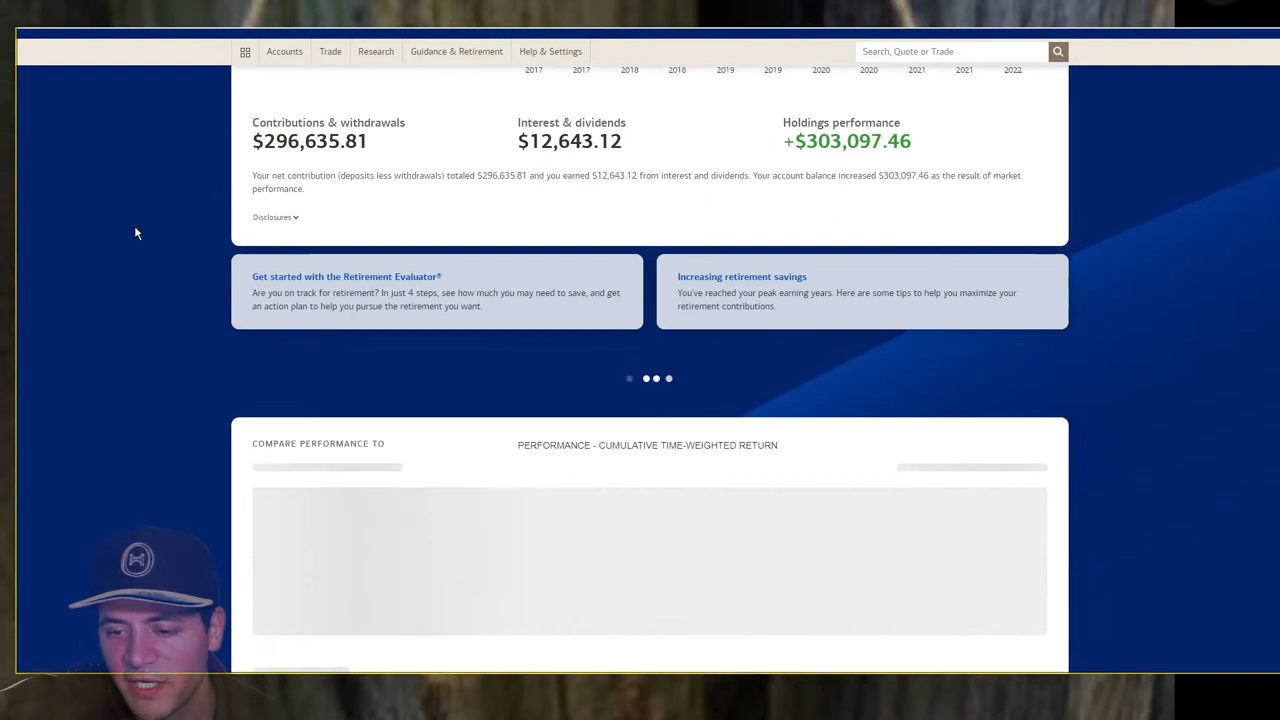 Accounts Trade Research Guidance & Retirement Help & Settings Search, Quote or Trade
2017 2017 2018 2018 2019 2019 2020 2020 2021 2021 2022
Contributions & withdrawals Interest & dividends Holdings performance
$296,635.81 $12,643.12 +$303,097.46
Your net contribution (deposits less withdrawals) totaled $296,635.81 and you earned $12,643.12 from interest and dividends. Your account balance increased $303,097.46 as the result of market
performance.
Disclosures
Get started with the Retirement Evaluator®
Are you on track for retirement? In just 4 steps, see how much you may need to save, and get
an action plan to help you pursue the retirement you want.
Increasing retirement savings
You've reached your peak earning years. Here are some tips to help you maximize your
retirement contributions.
COMPARE PERFORMANCE TO PERFORMANCE - CUMULATIVE TIME-WEIGHTED RETURN